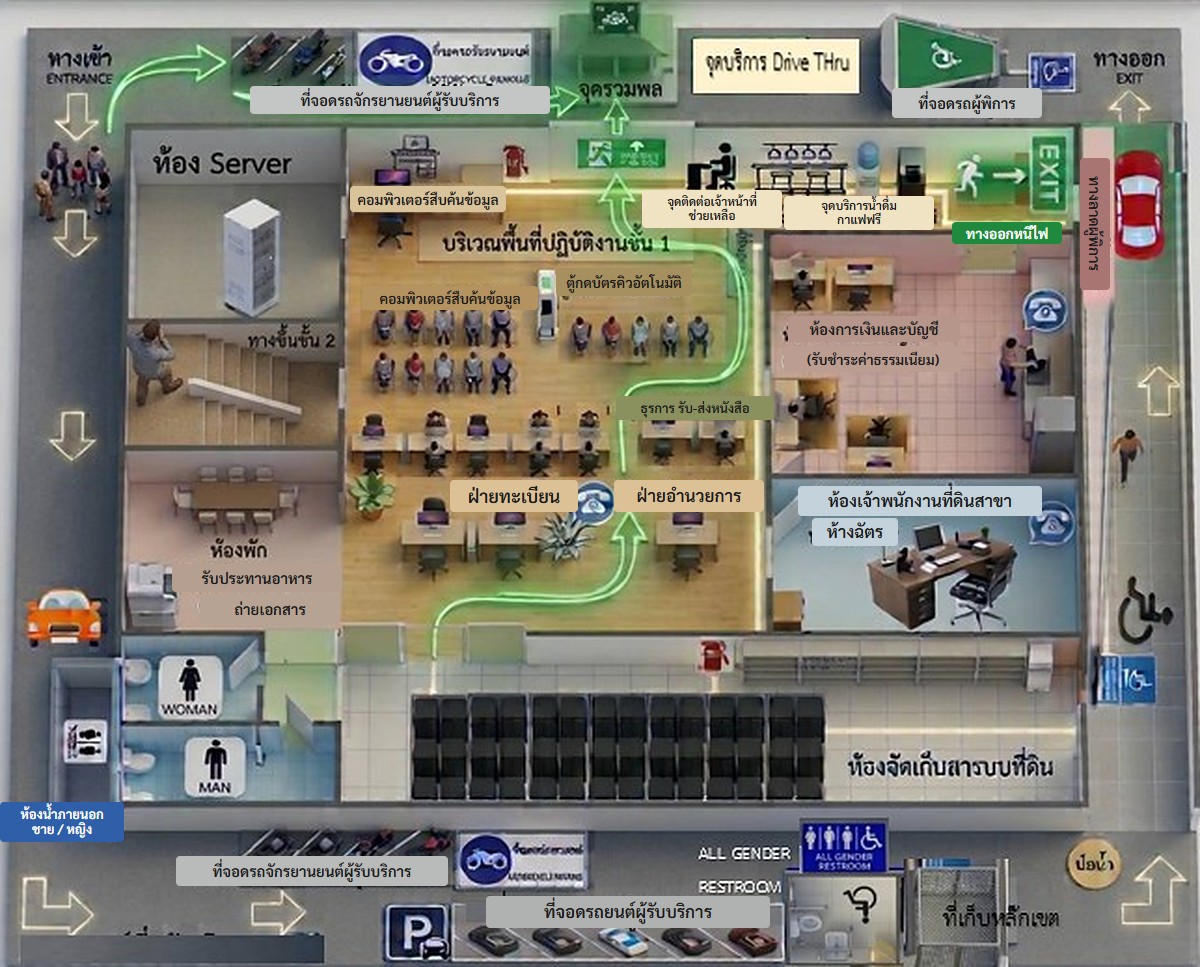 ทางเข้า
ENTRANCE
จุดรวมพล
จุดบริการ Drive THru
ทางออก
EXIT
ที่จอดรถจักรยานยนต์ผู้รับบริการ
ที่จอดรถผู้พิการ
ห้อง Server
EXIT
คอมพิวเตอร์สืบค้นข้อมูล
จุดติดต่อเจ้าหน้าที่
ช่วยเหลือ
จุดบริการน้ำดื่ม
กาแฟฟรี
ทางออกหนีไฟ
ทางลาดผู้พิการ
บริเวณพื้นที่ปฏิบัติงานชั้น 1
ตู้กดบัตรคิวอัตโนมัติ
คอมพิวเตอร์สืบค้นข้อมูล
ทางขึ้นชั้น 2
ห้องการเงินและบัญชี
(รับชำระค่าธรรมเนียม)
ธุรการ รับ-ส่งหนังสือ
ฝ่ายทะเบียน
ฝ่ายอำนวยการ
ห้องเจ้าพนักงานที่ดินสาขา
ห้างฉัตร
ห้องพัก
รับประทานอาหาร
ถ่ายเอกสาร
WOMAN
MAN
ห้องจัดเก็บสารบบที่ดิน
ห้องน้ำภายนอก
ชาย / หญิง
ที่จอดรถจักรยานยนต์ผู้รับบริการ
ALL GENDER
RESTROOM
ALL GENDER
RESTROOM
บ่อน้ำ
P
ที่จอดรถยนต์ผู้รับบริการ
ที่เก็บหลักเขต